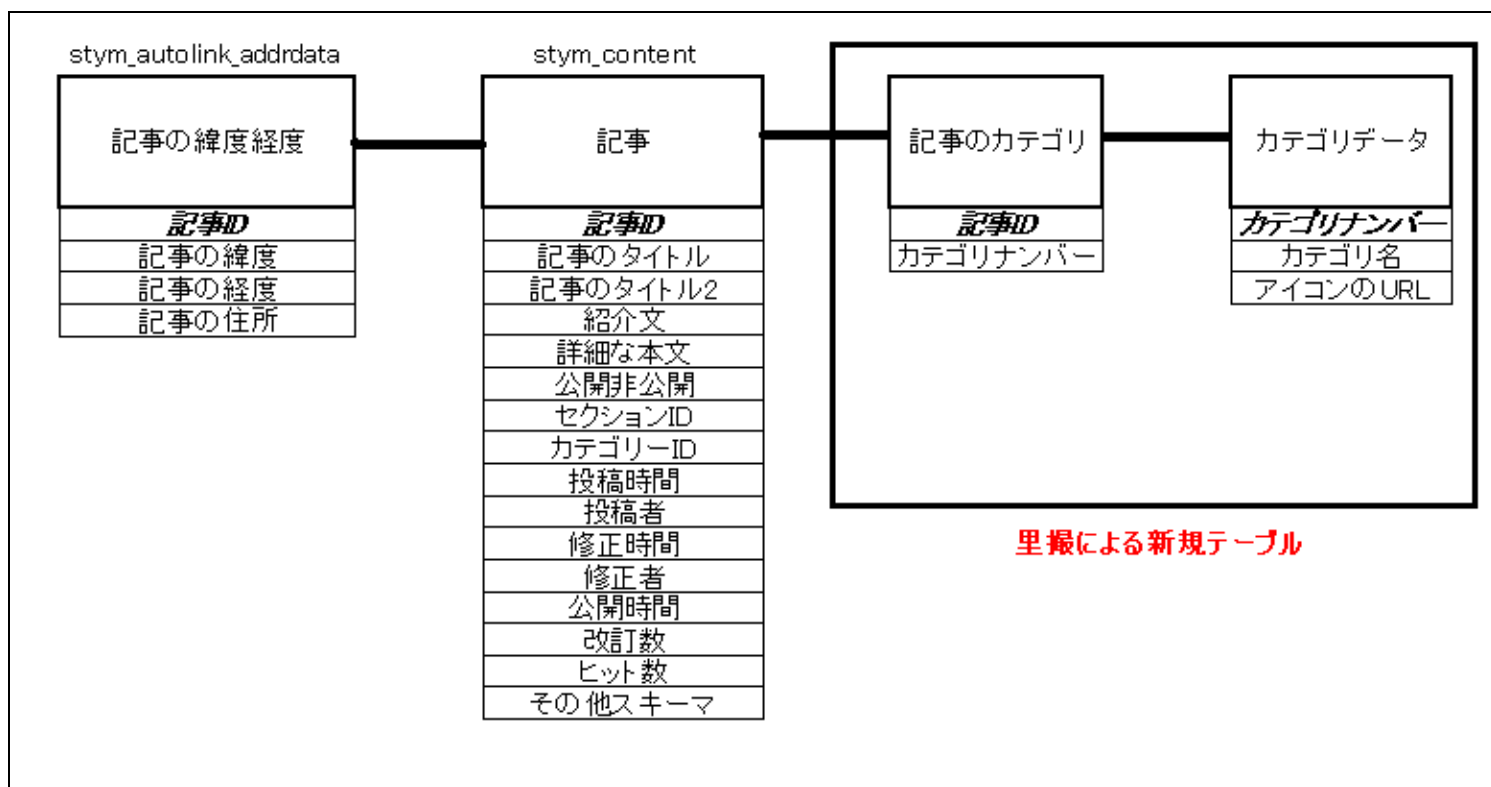 stym_autolink_addrdata
記事の緯度経度
記事ID
記事の緯度
記事の経度
記事の住所
stym_content
記事
記事ID
記事のタイトル
記事のタイトル2
紹介文
詳細な本文
公開非公開
セクションID
カテゴリーID
投稿時間
投稿者
修正時間
修正者
公開時間
改訂数
ヒット数
その他スキーマ
記事のカテゴリ
記事ID
カテゴリナンバー
カテゴリデータ
カテゴリナンバー
カテゴリ名
アイコンのURL
里撮による新規テーブル